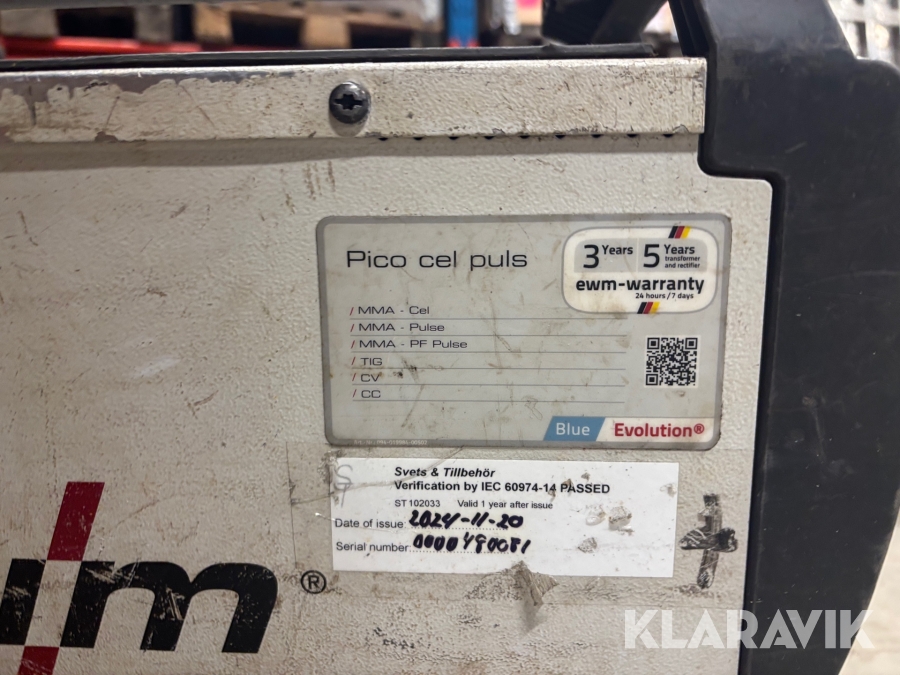 Pico cel puls
3 Years 5 Years
transformer
and rectifier
ewm-warranty
24 hours / 7 days
/ MMA - Cel
/ MMA - Pulse
/ MMA - PF Pulse
/ TIG
/ CV
/ CC
Blue Evolution®
Svets & Tillbehör
Verification by IEC 60974-14 PASSED
ST 102033 Valid 1 year after issue
Date of issue: 2024-11-20
Serial number:
m®
KLARAVIK